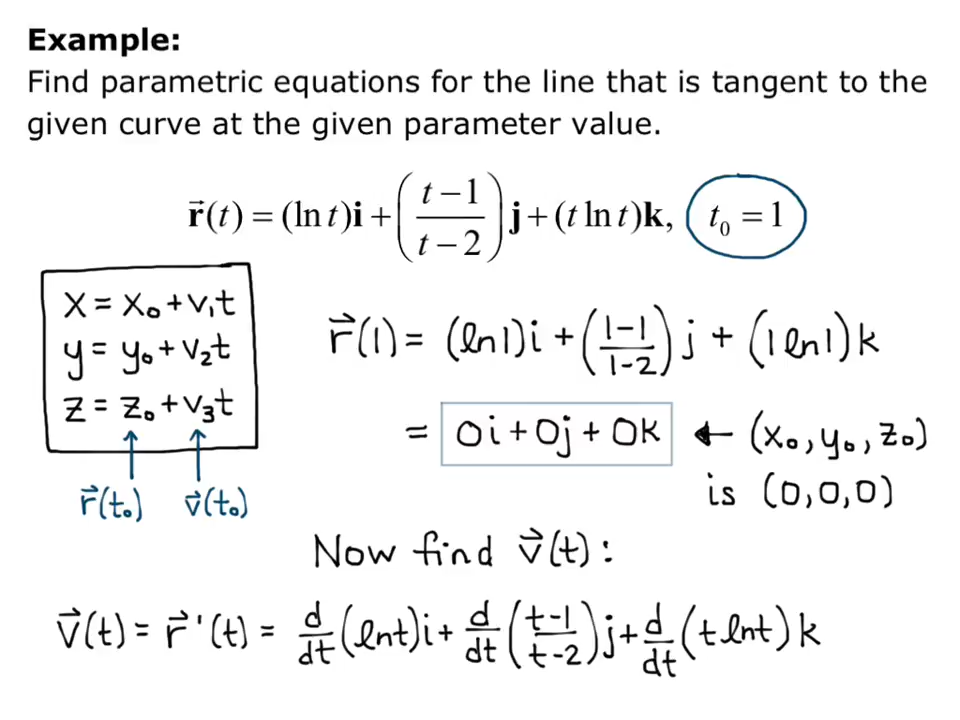 Example:
Find parametric equations for the line that is tangent to the
given curve at the given parameter value.
r⃗(t) = (ln t)i + ((t − 1)/(t − 2))j + (t ln t)k, t₀ = 1
x = x₀ + v₁t
y = y₀ + v₂t
z = z₀ + v₃t
r⃗(t₀) v⃗(t₀)
r⃗(1) = (ln1)i + ((1-1)/(1-2))j + (1 ln1)k
= 0i + 0j + 0k ← (x₀, y₀, z₀)
is (0,0,0)
Now find v⃗(t):
v⃗(t) = r⃗'(t) = d/dt (lnt)i + d/dt ((t-1)/(t-2))j + d/dt (t lnt)k